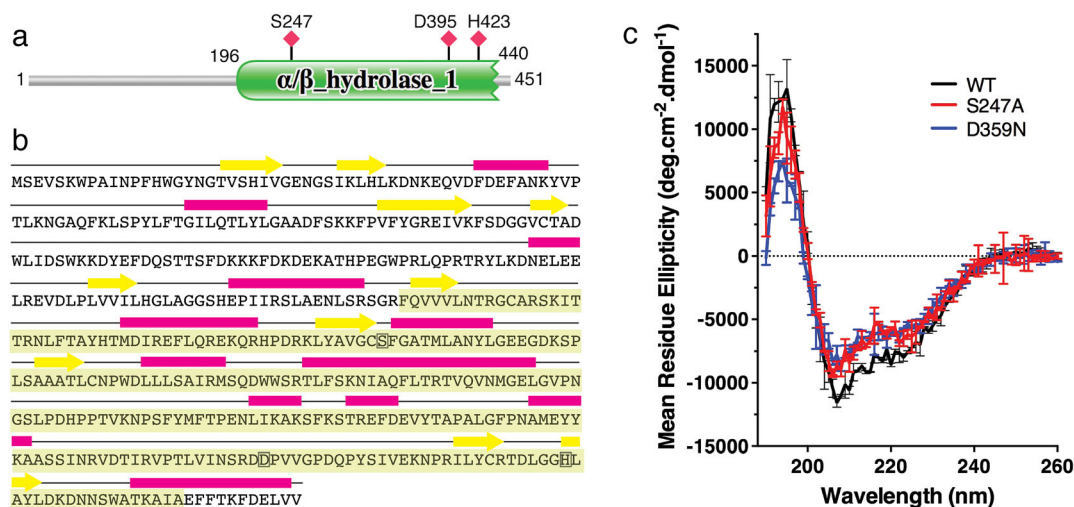 a
S247
D395
H423
196
440
1
α/β_hydrolase_1
451
b
MSEVSKWPAINPFHWGYNGTVSHIVGENGSIKLHLKDNKEQVDFDEFANKYVP
TLKNGAQFKLSPYLFTGILQTLYLGAADFSKKFPVFYGREIVKFSDGGVCTAD
WLIDSWKKDYEFDQSTTSFDKKKFDKDEKATHPEGWPRLQPRTRYLKDNELEE
LREVDLPLVVILHGLAGGSHEPIIRSLAENLSRSGRFQVVVLNTRGCARSKIT
TRNLFTAYHTMDIREFLQREKQRHPDRKLYAVGCSFGATMLANYLGEEGDKSP
LSAAATLCNPWDLLLSAIRMSQDWWSRTLFSKNIAQFLTRTVQVNMGELGVPN
GSLPDHPPTVKNPSFYMFTPENLIKAKSFKSTREFDEVYTAPALGFPNAMEYY
KAASSINRVDTIRVPTLVINSRDDPVVGPDQPYSIVEKNPRILYCRTDLGGHL
AYLDKDNNSWATKAIAEFFTKFDELVV
c
15000
10000
5000
0
-5000
-10000
-15000
Mean Residue Ellipticity (deg.cm⁻².dmol⁻¹)
WT
S247A
D359N
200
220
240
260
Wavelength (nm)